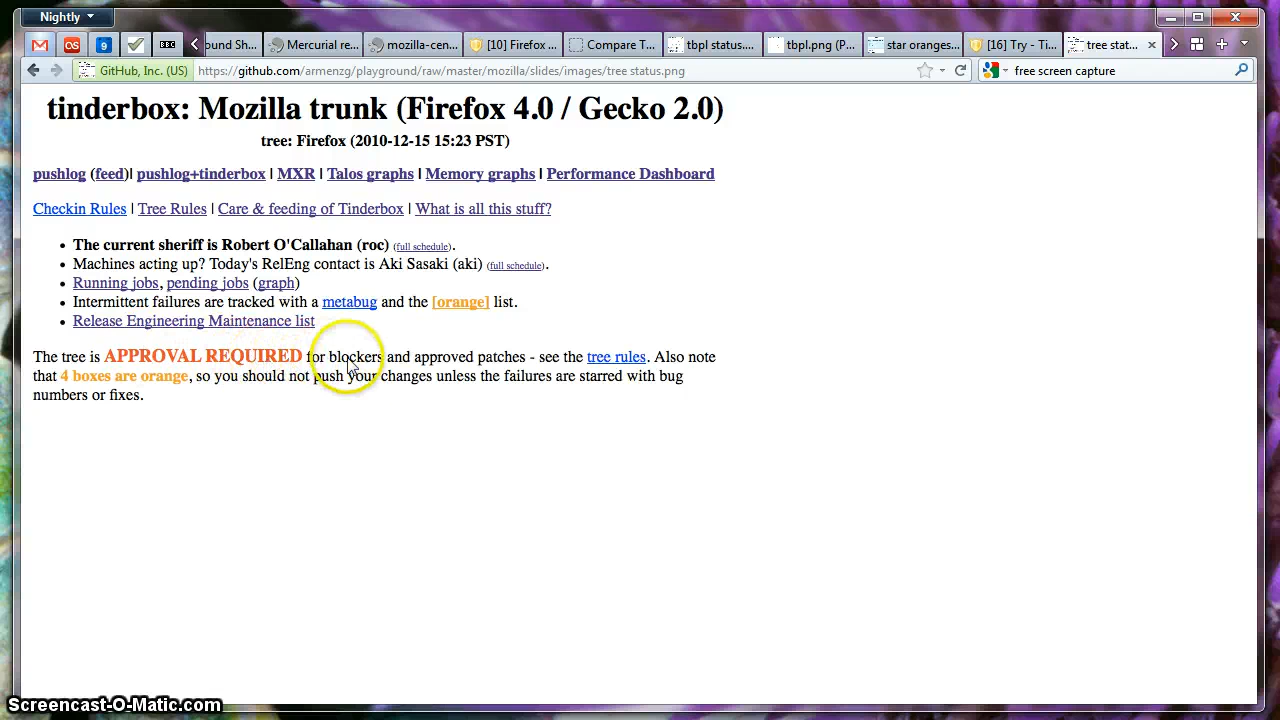 Nightly
9
BBC
ound Sh...
Mercurial re...
mozilla-cen...
[10] Firefox ...
Compare T...
tbpl status....
tbpl.png (P...
star oranges...
[16] Try - Ti...
tree stat...
GitHub, Inc. (US)
https://github.com/armenzg/playground/raw/master/mozilla/slides/images/tree status.png
free screen capture
tinderbox: Mozilla trunk (Firefox 4.0 / Gecko 2.0)
tree: Firefox (2010-12-15 15:23 PST)
pushlog (feed)| pushlog+tinderbox | MXR | Talos graphs | Memory graphs | Performance Dashboard
Checkin Rules | Tree Rules | Care & feeding of Tinderbox | What is all this stuff?
• The current sheriff is Robert O'Callahan (roc) (full schedule).
• Machines acting up? Today's RelEng contact is Aki Sasaki (aki) (full schedule).
• Running jobs, pending jobs (graph)
• Intermittent failures are tracked with a metabug and the [orange] list.
• Release Engineering Maintenance list
The tree is APPROVAL REQUIRED for blockers and approved patches - see the tree rules. Also note
that 4 boxes are orange, so you should not push your changes unless the failures are starred with bug
numbers or fixes.
Screencast-O-Matic.com